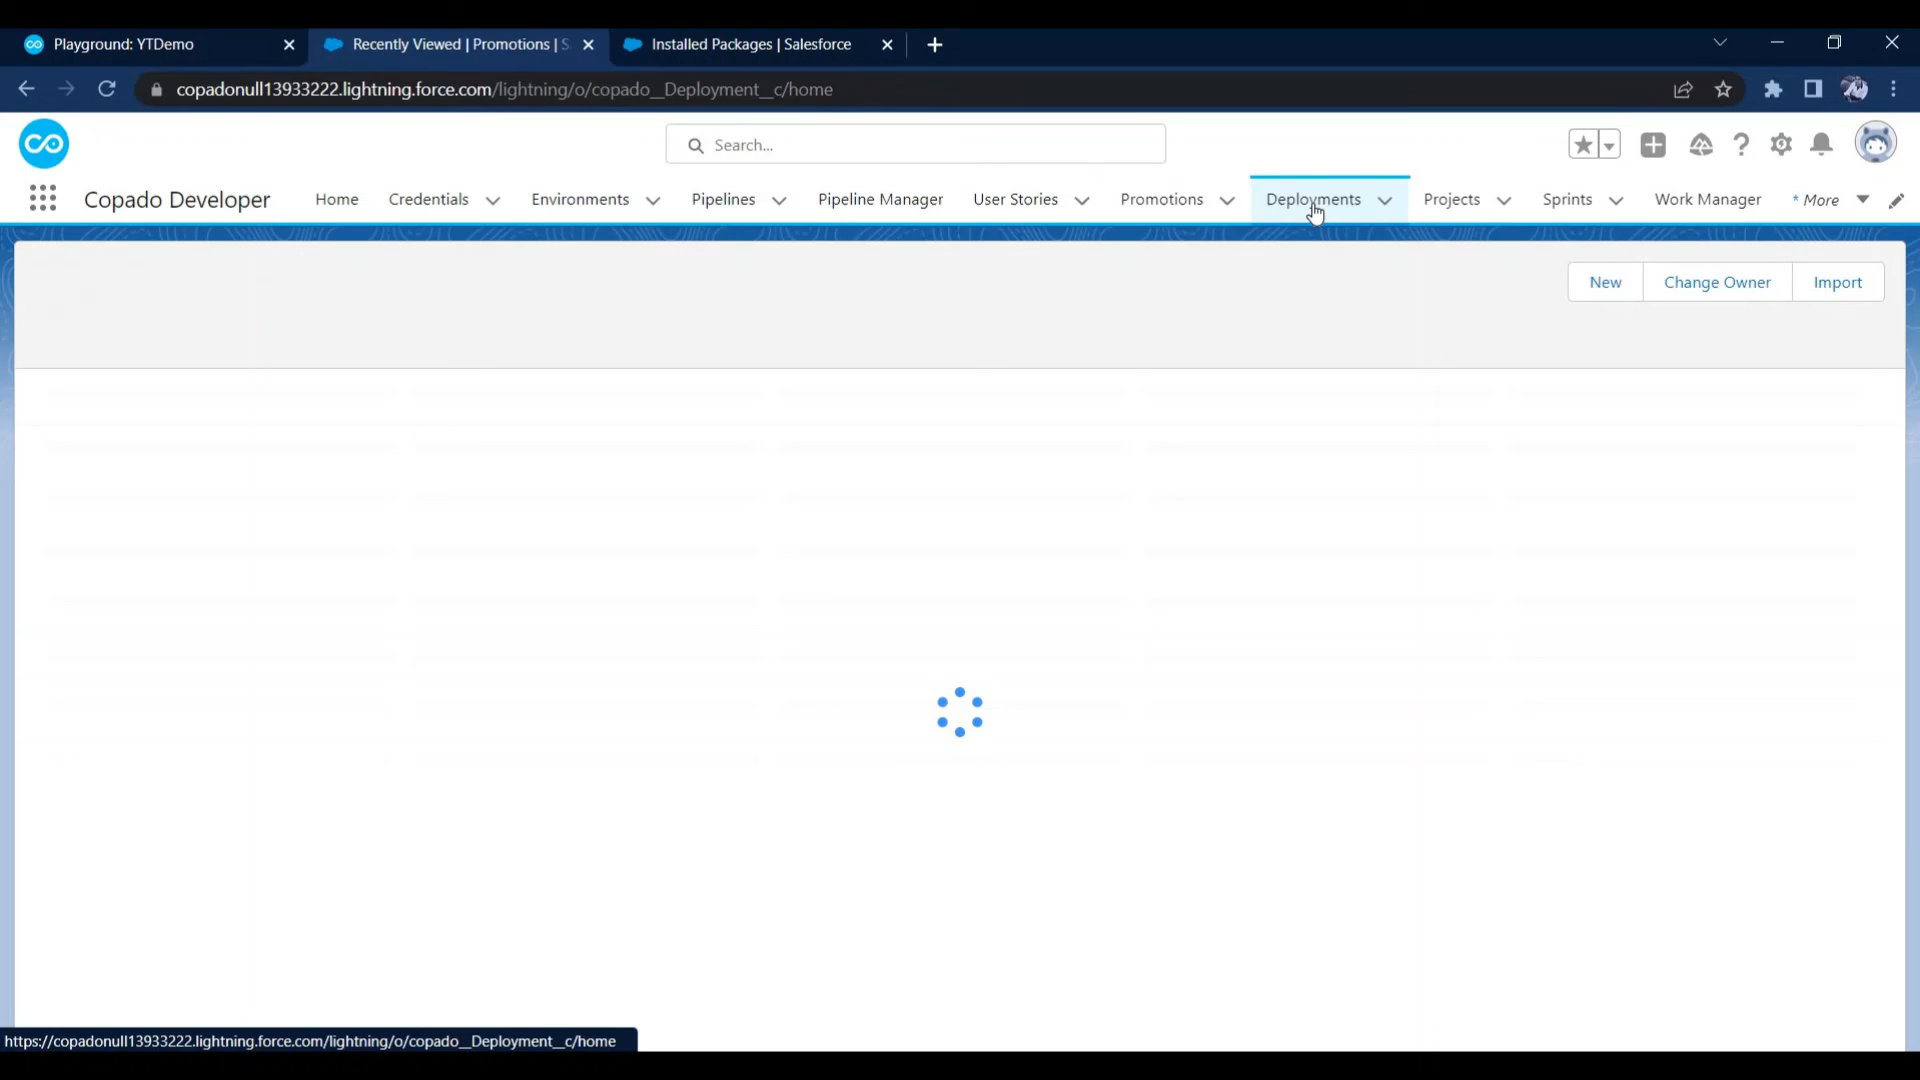 Playground: YTDemo
Recently Viewed | Promotions | S
Installed Packages | Salesforce
copadonull13933222.lightning.force.com/lightning/o/copado__Deployment__c/home
Search...
Copado Developer
Home
Credentials
Environments
Pipelines
Pipeline Manager
User Stories
Promotions
Deployments
Projects
Sprints
Work Manager
* More
New
Change Owner
Import
https://copadonull13933222.lightning.force.com/lightning/o/copado__Deployment__c/home